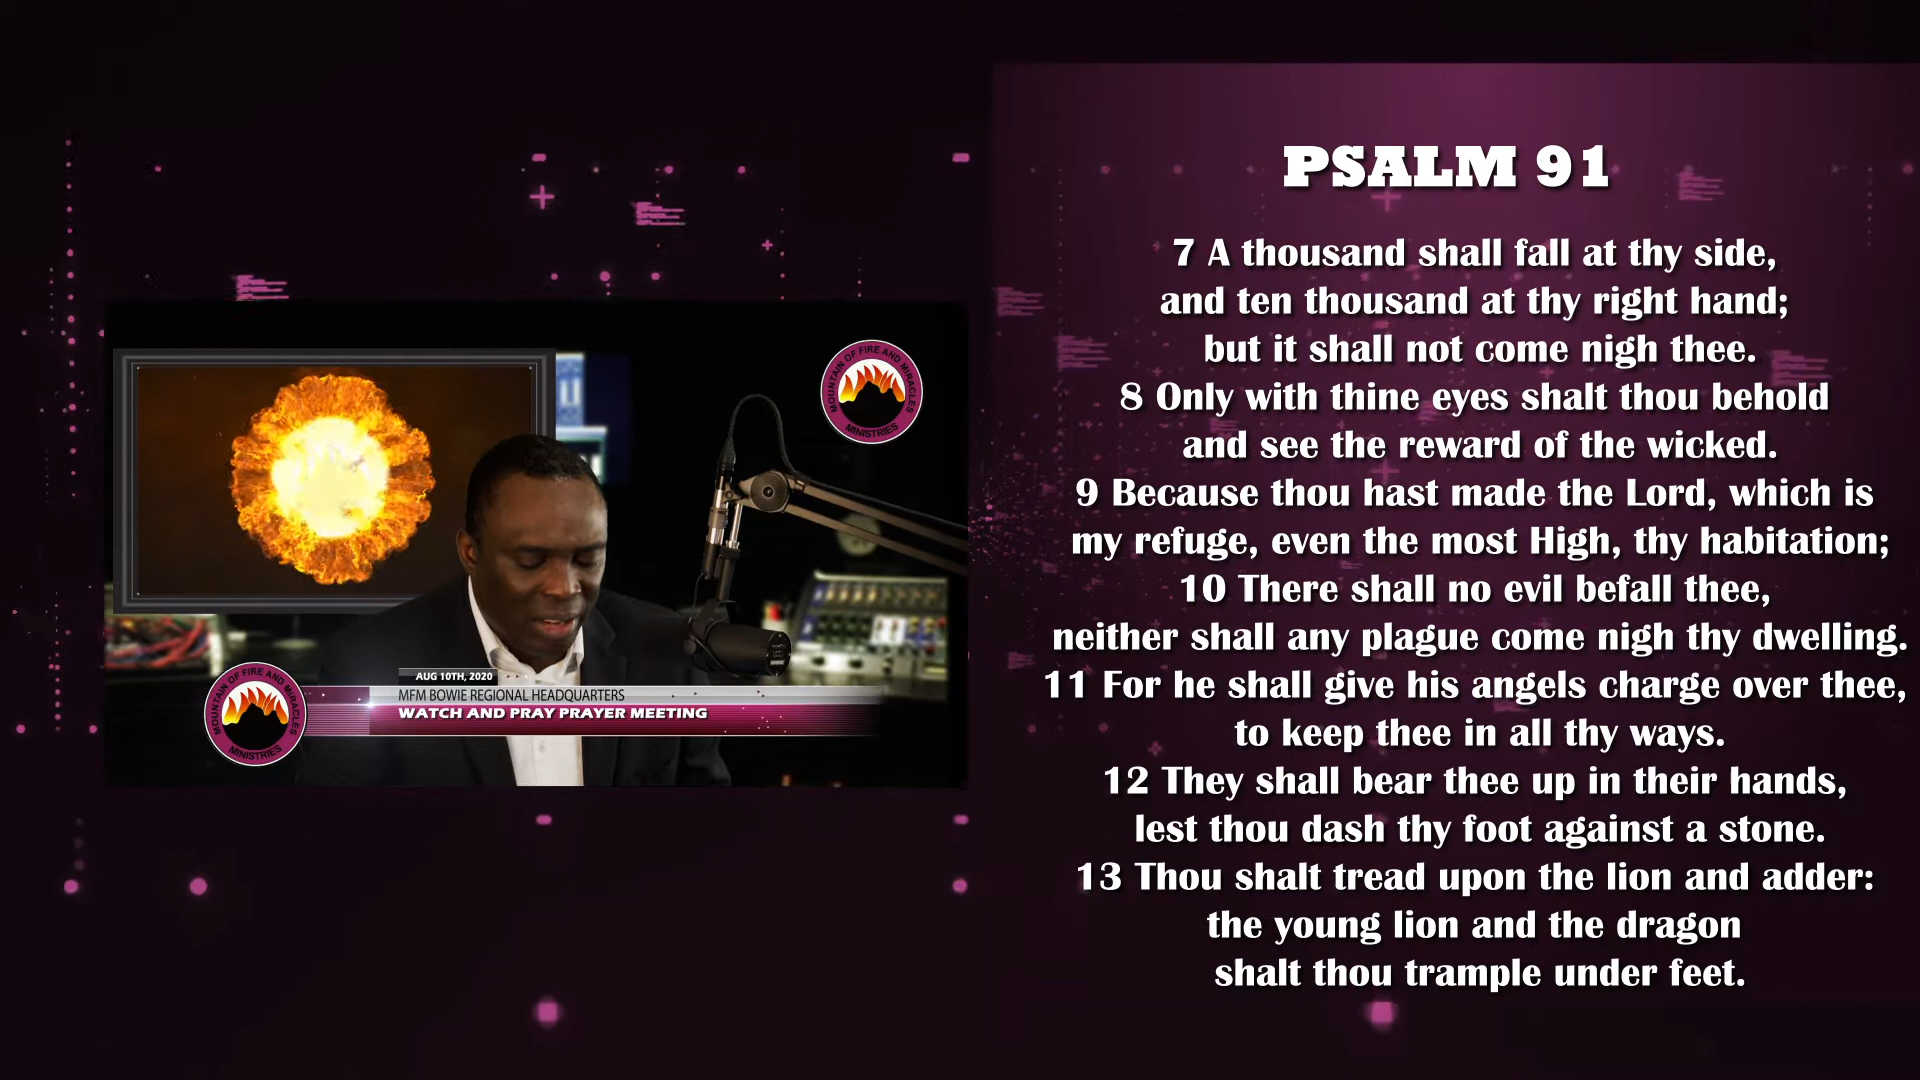 PSALM 91
7 A thousand shall fall at thy side,
and ten thousand at thy right hand;
but it shall not come nigh thee.
8 Only with thine eyes shalt thou behold
and see the reward of the wicked.
9 Because thou hast made the Lord, which is
my refuge, even the most High, thy habitation;
10 There shall no evil befall thee,
neither shall any plague come nigh thy dwelling.
11 For he shall give his angels charge over thee,
to keep thee in all thy ways.
12 They shall bear thee up in their hands,
lest thou dash thy foot against a stone.
13 Thou shalt tread upon the lion and adder:
the young lion and the dragon
shalt thou trample under feet.
MOUNTAIN OF FIRE AND MIRACLES
MINISTRIES
AUG 10TH, 2020
MFM BOWIE REGIONAL HEADQUARTERS
WATCH AND PRAY PRAYER MEETING
MOUNTAIN OF FIRE AND MIRACLES
MINISTRIES